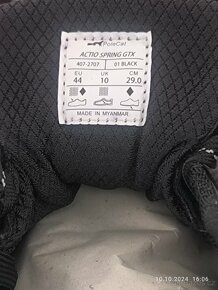 PoleCat
ACTIO SPRING GTX
407-2707 01 BLACK
EU UK CM
44 10 29.0
MADE IN MYANMAR
10.10.2024 16:06